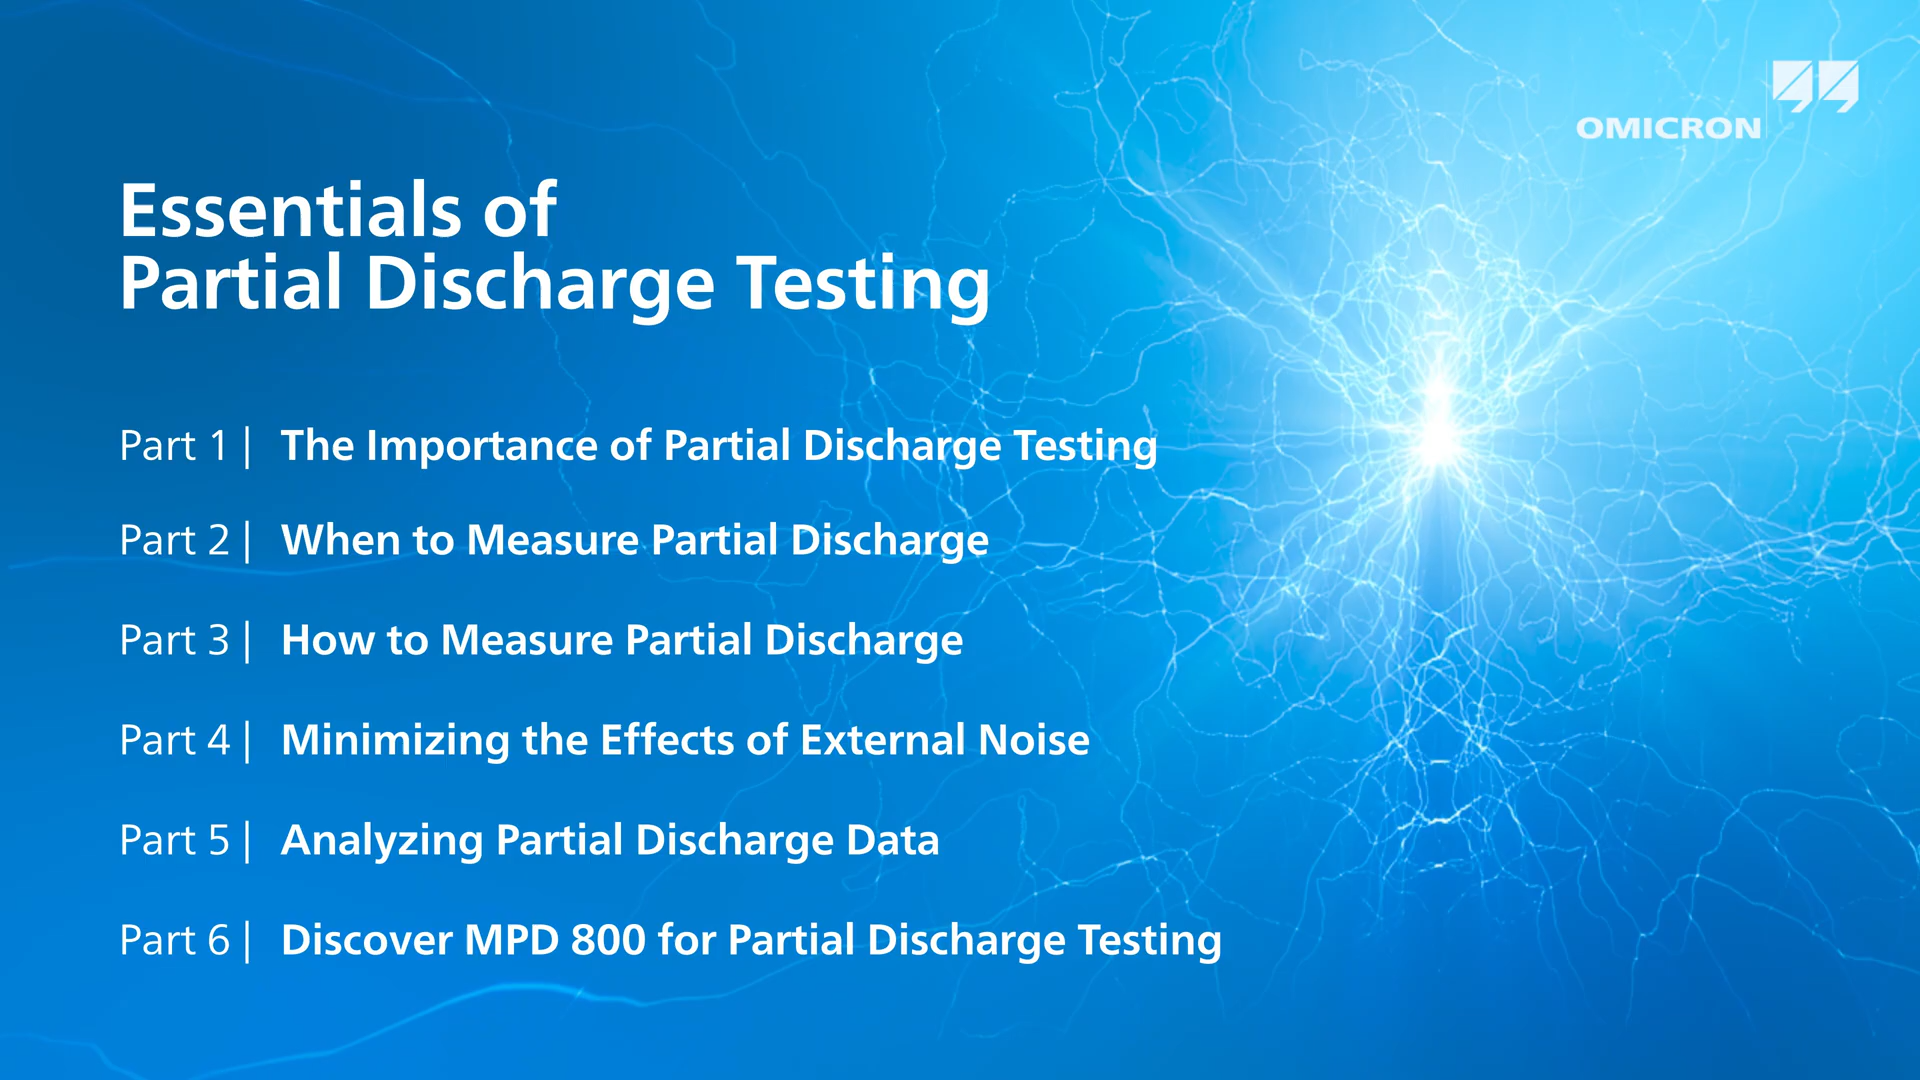 OMICRON
Essentials of
Partial Discharge Testing
Part 1 | The Importance of Partial Discharge Testing
Part 2 | When to Measure Partial Discharge
Part 3 | How to Measure Partial Discharge
Part 4 | Minimizing the Effects of External Noise
Part 5 | Analyzing Partial Discharge Data
Part 6 | Discover MPD 800 for Partial Discharge Testing